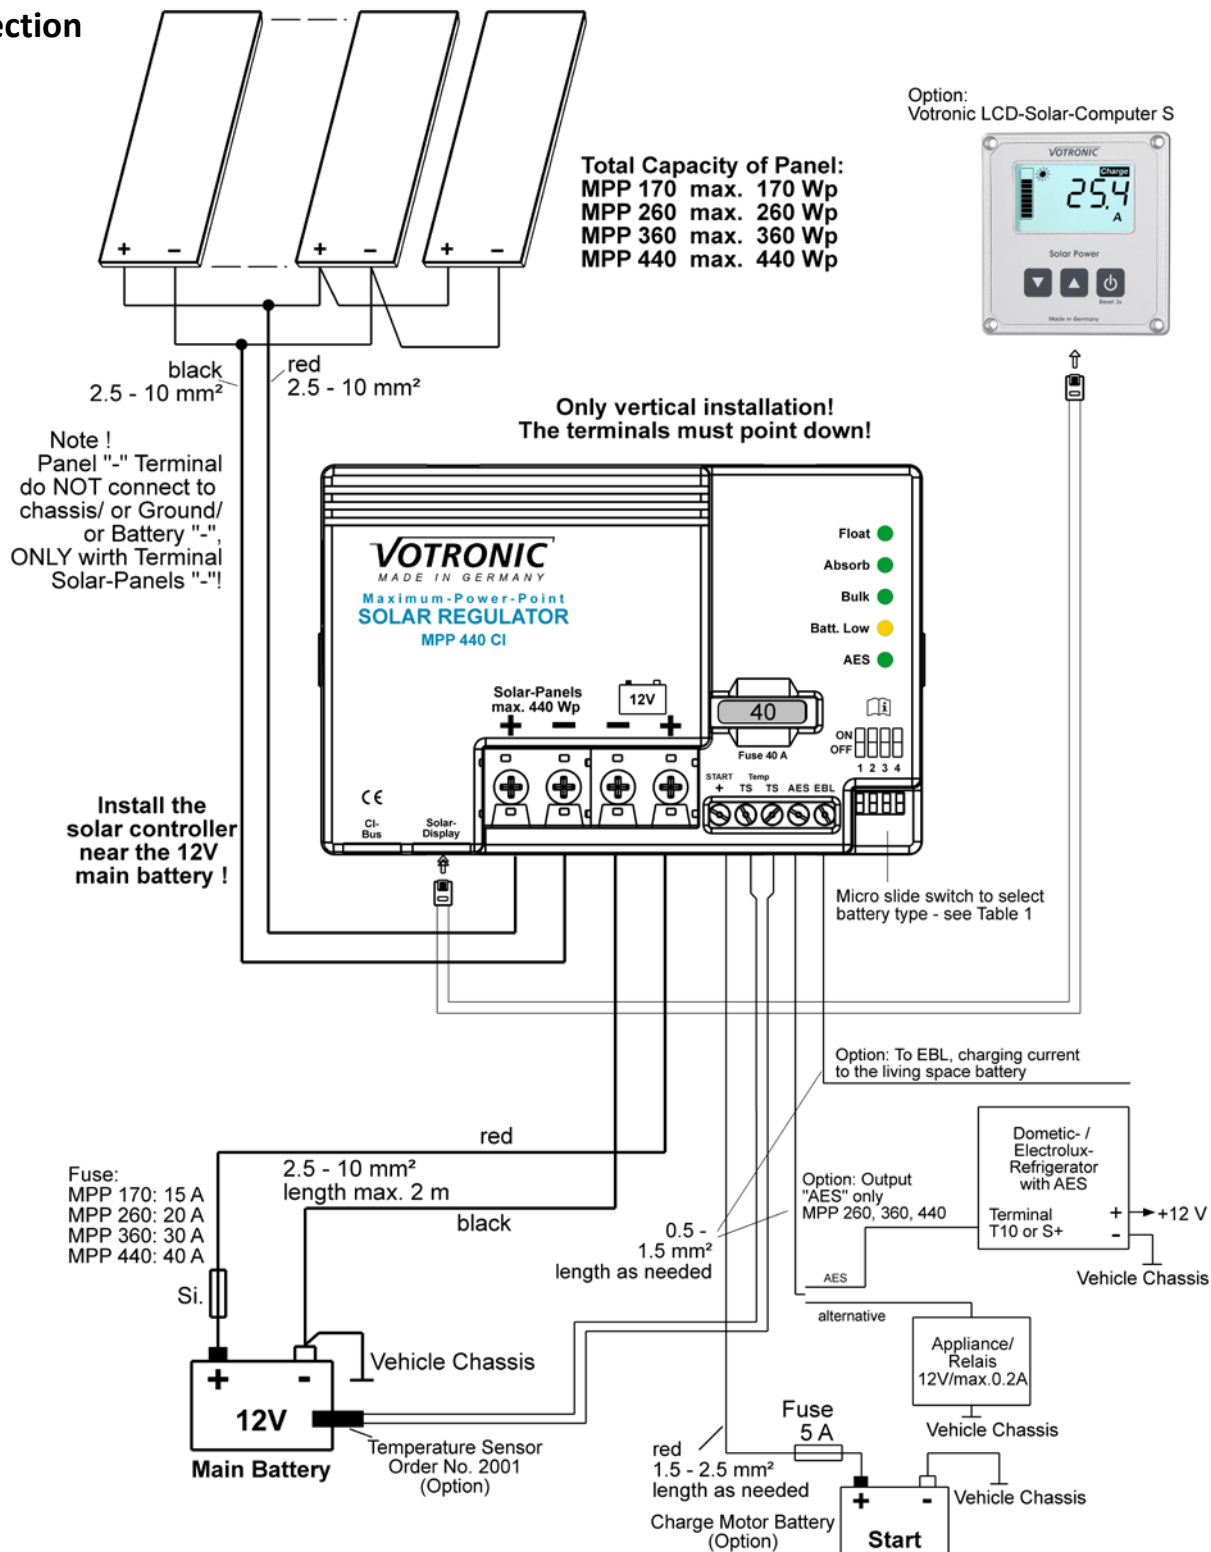 ection
+ −
+ −
+ −
Total Capacity of Panel:
MPP 170 max. 170 Wp
MPP 260 max. 260 Wp
MPP 360 max. 360 Wp
MPP 440 max. 440 Wp
Option:
Votronic LCD-Solar-Computer S
VOTRONIC
Charge
25.4
A
Solar Power
Reset 3s
Made in Germany
black
2.5 - 10 mm²
red
2.5 - 10 mm²
Note !
Panel "-" Terminal
do NOT connect to
chassis/ or Ground/
or Battery "-",
ONLY wirth Terminal
Solar-Panels "-"!
Only vertical installation!
The terminals must point down!
VOTRONIC
MADE IN GERMANY
Maximum-Power-Point
SOLAR REGULATOR
MPP 440 CI
Float
Absorb
Bulk
Batt. Low
AES
Solar-Panels
max. 440 Wp
12V
+ − − +
40
Fuse 40 A
ON
OFF
1 2 3 4
START
+
Temp
TS TS AES EBL
CE
CI-
Bus
Solar-
Display
Install the
solar controller
near the 12V
main battery !
Micro slide switch to select
battery type - see Table 1
Option: To EBL, charging current
to the living space battery
red
2.5 - 10 mm²
length max. 2 m
black
Fuse:
MPP 170: 15 A
MPP 260: 20 A
MPP 360: 30 A
MPP 440: 40 A
Si.
0.5 -
1.5 mm²
length as needed
Option: Output
"AES" only
MPP 260, 360, 440
Dometic- /
Electrolux-
Refrigerator
with AES
Terminal
T10 or S+
+
-
+12 V
Vehicle Chassis
AES
alternative
Appliance/
Relais
12V/max.0.2A
Vehicle Chassis
Vehicle Chassis
+ -
12V
Main Battery
Temperature Sensor
Order No. 2001
(Option)
Fuse
5 A
red
1.5 - 2.5 mm²
length as needed
Charge Motor Battery
(Option)
+ -
Start
Vehicle Chassis